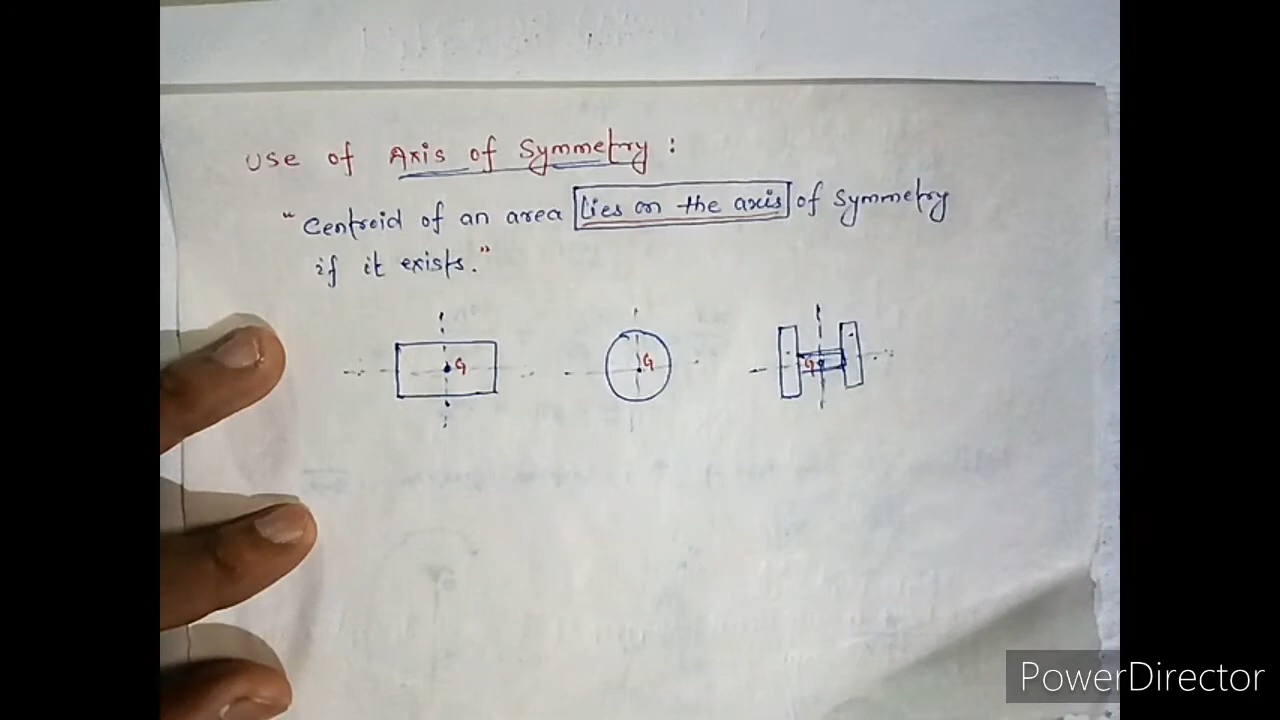 Use of Axis of Symmetry :
"Centroid of an area lies on the axis of symmetry
if it exists."
G G G
PowerDirector